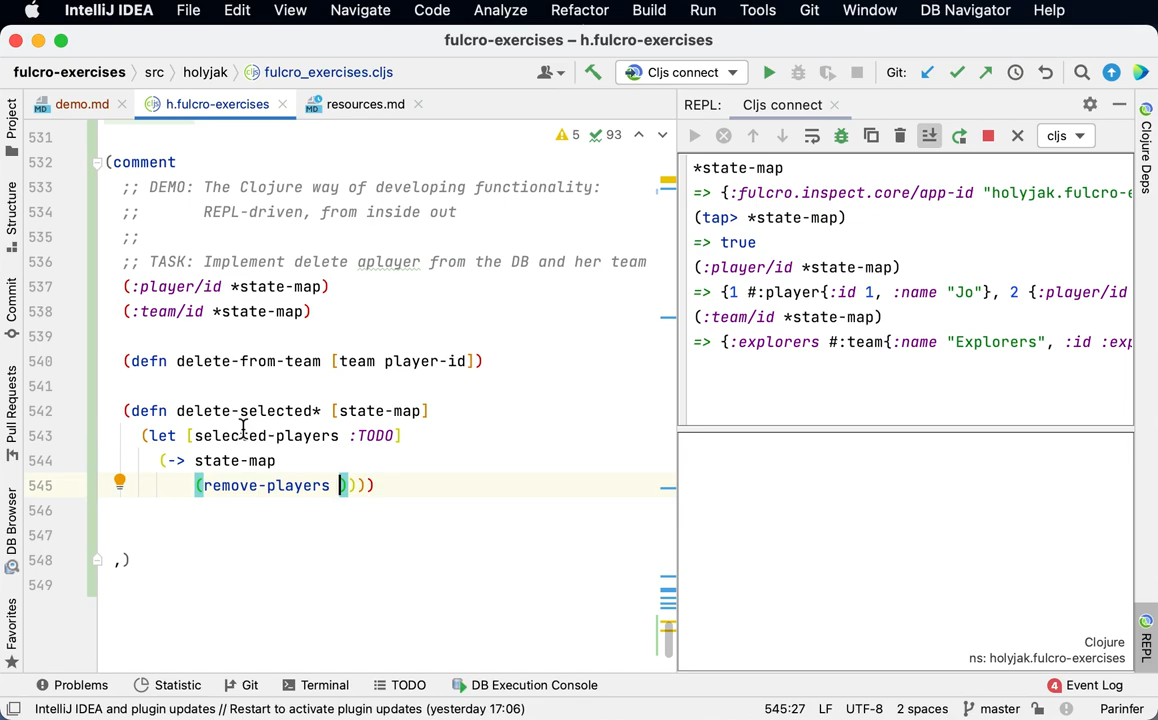 IntelliJ IDEA File Edit View Navigate Code Analyze Refactor Build Run Tools Git Window DB Navigator Help
fulcro-exercises – h.fulcro-exercises
fulcro-exercises src holyjak fulcro_exercises.cljs Cljs connect Git:
demo.md h.fulcro-exercises resources.md REPL: Cljs connect
5 93 cljs
Project
Structure
Commit
Pull Requests
DB Browser
Favorites
531
532 (comment
533 ;; DEMO: The Clojure way of developing functionality:
534 ;; REPL-driven, from inside out
535 ;;
536 ;; TASK: Implement delete aplayer from the DB and her team
537 (:player/id *state-map)
538 (:team/id *state-map)
539
540 (defn delete-from-team [team player-id])
541
542 (defn delete-selected* [state-map]
543 (let [selected-players :TODO]
544 (-> state-map
545 (remove-players ))))
546
547
548 ,)
549
*state-map
=> {:fulcro.inspect.core/app-id "holyjak.fulcro-e
(tap> *state-map)
=> true
(:player/id *state-map)
=> {1 #:player{:id 1, :name "Jo"}, 2 {:player/id
(:team/id *state-map)
=> {:explorers #:team{:name "Explorers", :id :exp
Clojure
ns: holyjak.fulcro-exercises
Clojure Deps
REPL
Problems Statistic Git Terminal TODO DB Execution Console 4 Event Log
IntelliJ IDEA and plugin updates // Restart to activate plugin updates (yesterday 17:06) 545:27 LF UTF-8 2 spaces master Parinfer